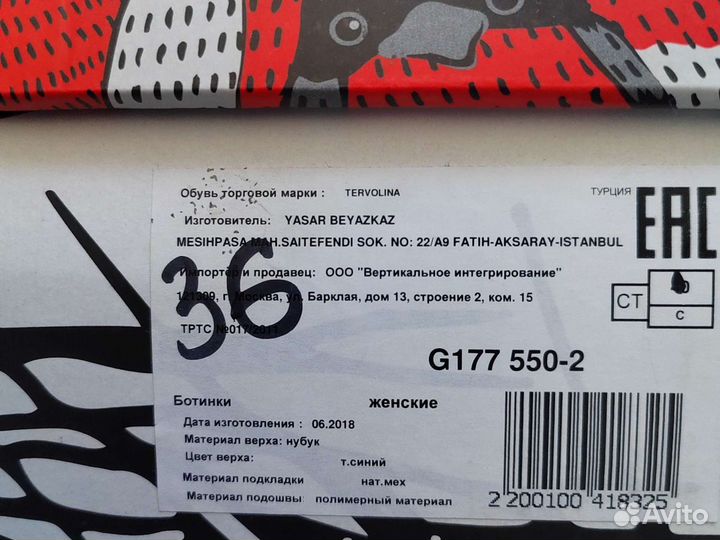 Обувь торговой марки : TERVOLINA ТУРЦИЯ
EAC
Изготовитель: YASAR BEYAZKAZ
MESIHPASA MAH.SAITEFENDI SOK. NO: 22/A9 FATIH-AKSARAY-ISTANBUL
Импортер и продавец: ООО "Вертикальное интегрирование"
121309, г. Москва, ул. Барклая, дом 13, строение 2, ком. 15
СТ
с
ТРТС №017/2011
36
G177 550-2
Ботинки женские
Дата изготовления : 06.2018
Материал верха: нубук
Цвет верха: т.синий
Материал подкладки нат.мех
Материал подошвы: полимерный материал
2 200100 418325
Avito